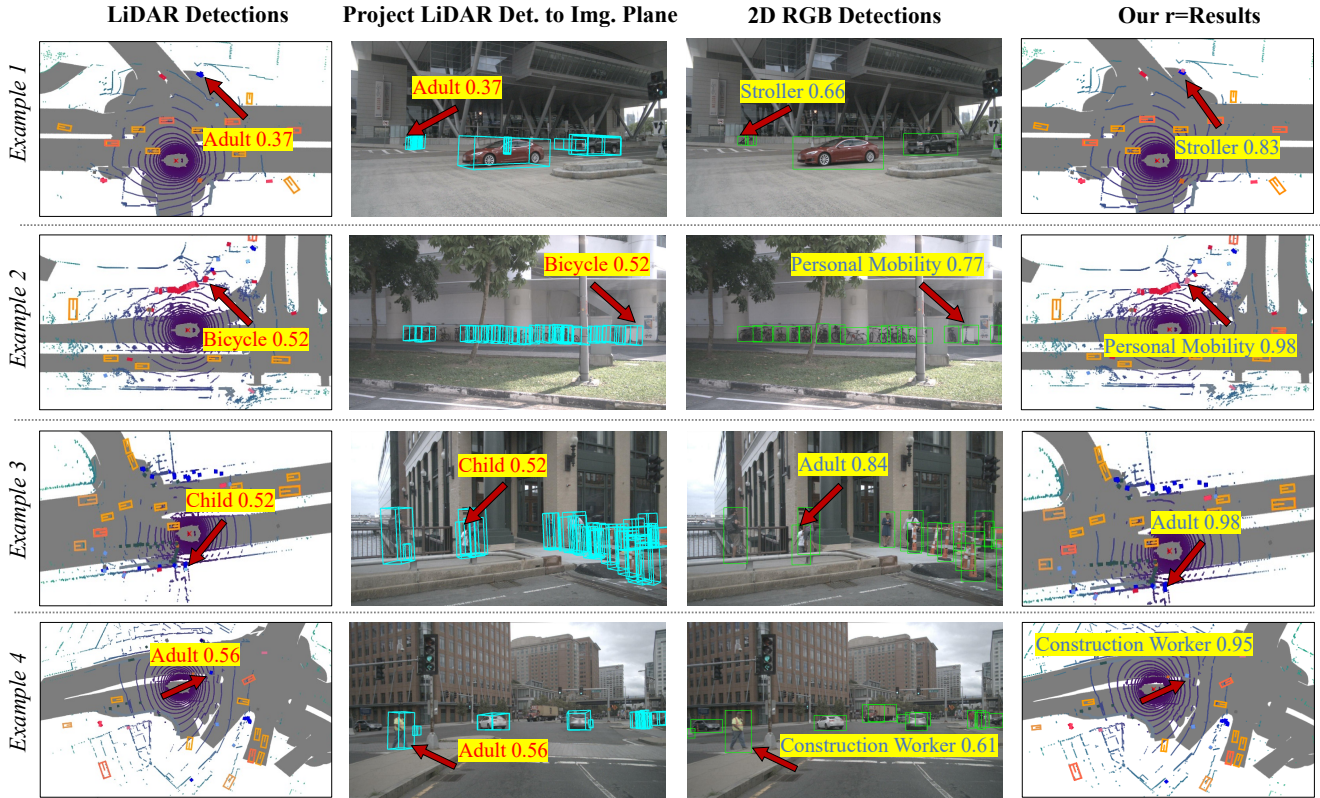 LiDAR Detections
Project LiDAR Det. to Img. Plane
2D RGB Detections
Our r=Results
Example 1
Adult 0.37
Adult 0.37
Stroller 0.66
Stroller 0.83
Example 2
Bicycle 0.52
Bicycle 0.52
Personal Mobility 0.77
Personal Mobility 0.98
Example 3
Child 0.52
Child 0.52
Adult 0.84
Adult 0.98
Example 4
Adult 0.56
Adult 0.56
Construction Worker 0.61
Construction Worker 0.95